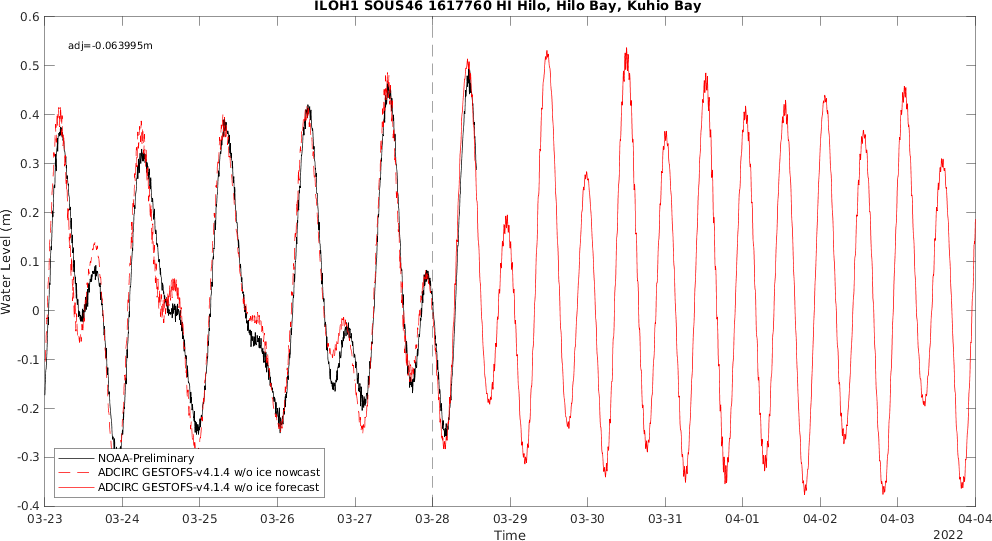 ILOH1 SOUS46 1617760 HI Hilo, Hilo Bay, Kuhio Bay
adj=-0.063995m
0.6
0.5
0.4
0.3
0.2
0.1
0
-0.1
-0.2
-0.3
-0.4
Water Level (m)
NOAA-Preliminary
ADCIRC GESTOFS-v4.1.4 w/o ice nowcast
ADCIRC GESTOFS-v4.1.4 w/o ice forecast
03-23 03-24 03-25 03-26 03-27 03-28 03-29 03-30 03-31 04-01 04-02 04-03 04-04
Time
2022